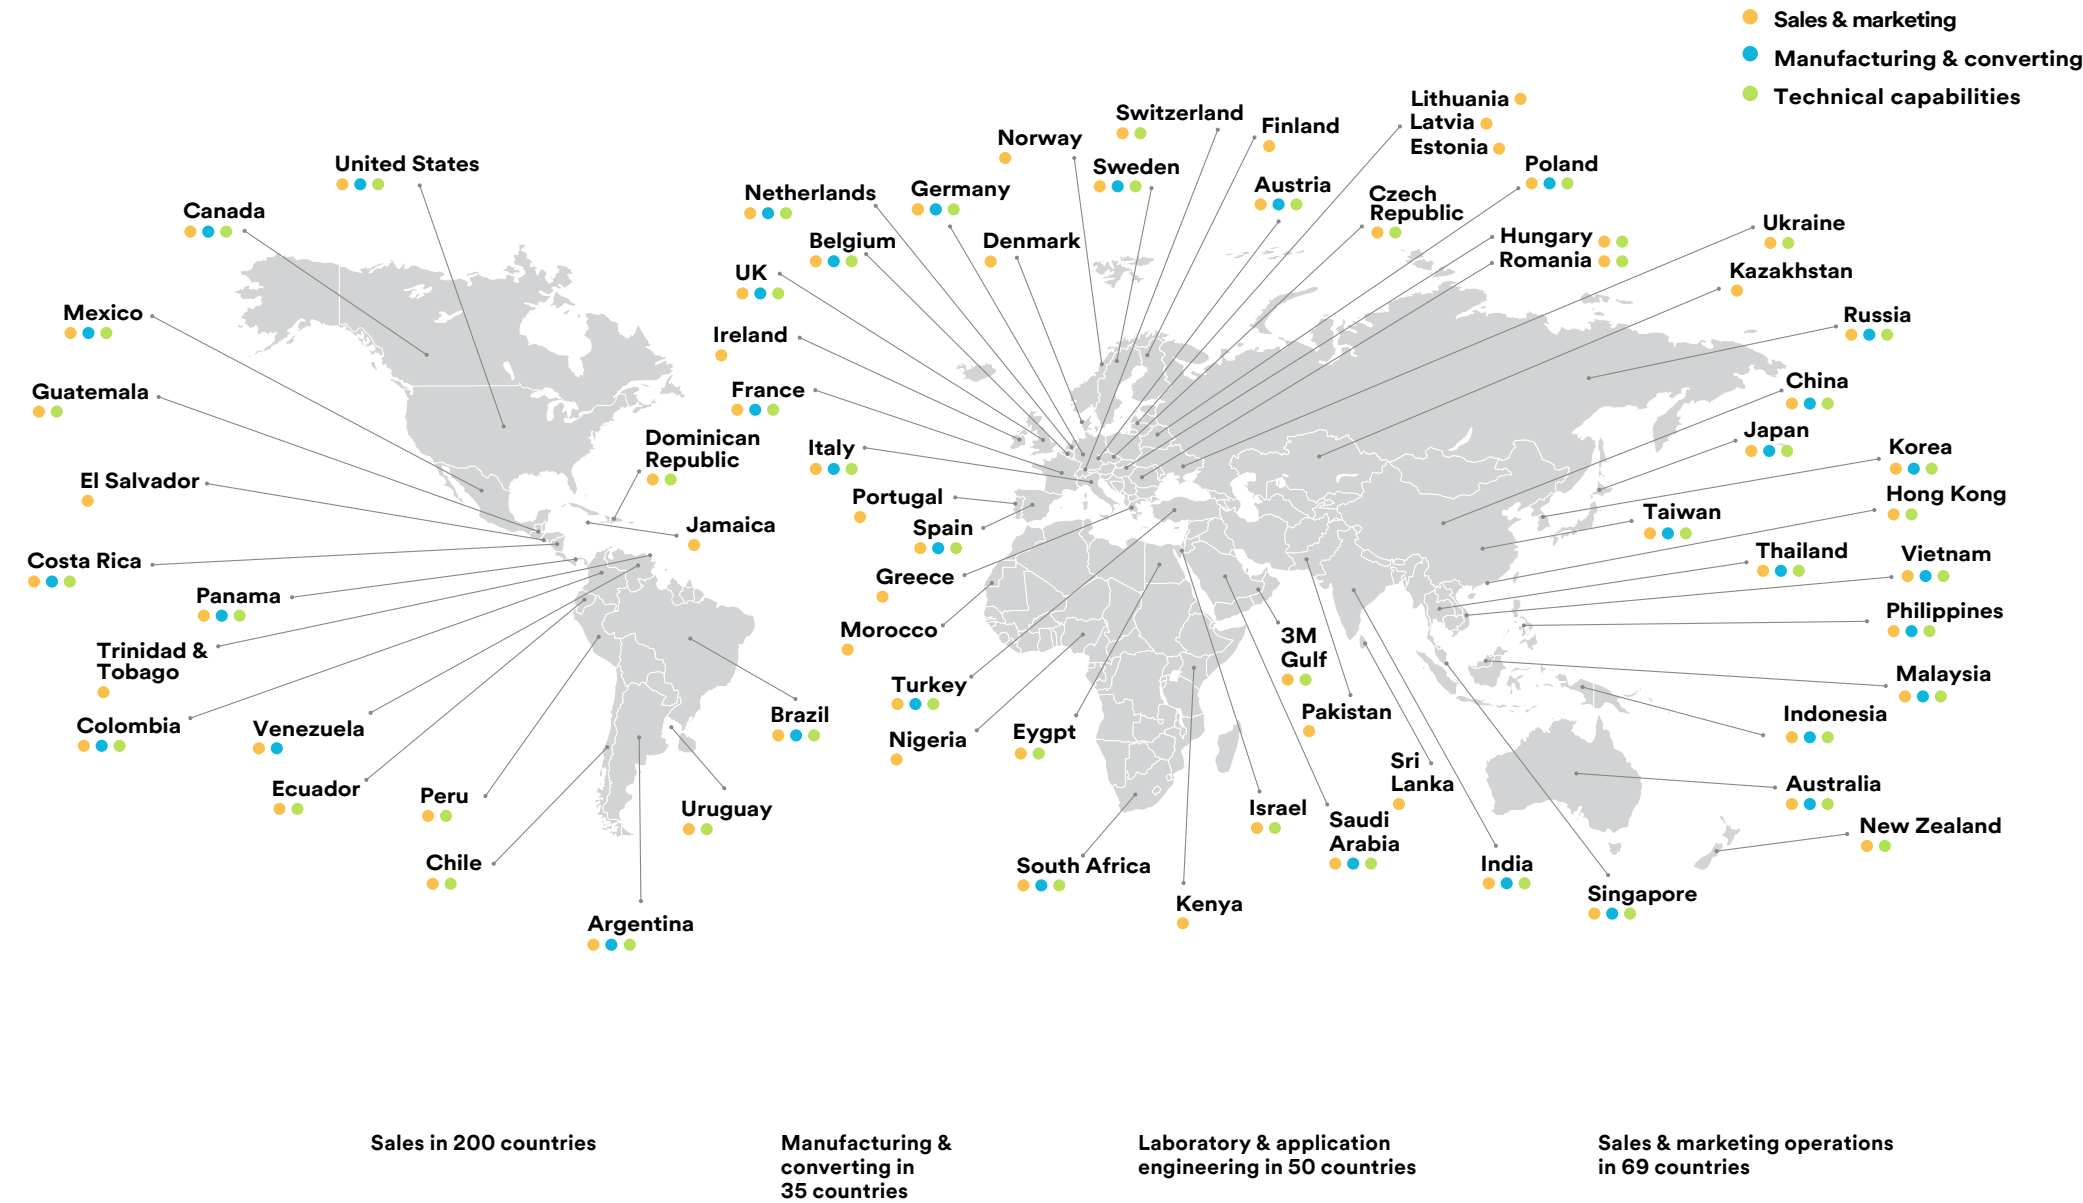 Sales & marketing
Manufacturing & converting
Technical capabilities
United States
Canada
Mexico
Guatemala
El Salvador
Costa Rica
Panama
Trinidad &
Tobago
Colombia
Venezuela
Ecuador
Peru
Chile
Argentina
Uruguay
Brazil
Jamaica
Dominican
Republic
Norway
Switzerland
Sweden
Finland
Lithuania
Latvia
Estonia
Poland
Netherlands
Germany
Austria
Czech
Republic
Belgium
Denmark
Hungary
Romania
Ukraine
Kazakhstan
UK
Ireland
France
Italy
Portugal
Spain
Greece
Morocco
Turkey
Nigeria
Eygpt
South Africa
Kenya
Israel
Saudi
Arabia
3M
Gulf
Pakistan
Sri
Lanka
India
Singapore
Russia
China
Japan
Korea
Hong Kong
Taiwan
Thailand
Vietnam
Philippines
Malaysia
Indonesia
Australia
New Zealand
Sales in 200 countries
Manufacturing &
converting in
35 countries
Laboratory & application
engineering in 50 countries
Sales & marketing operations
in 69 countries